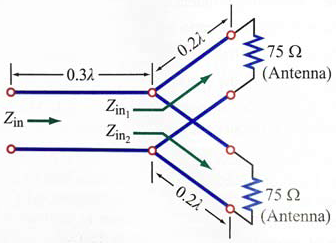 0.2λ
75 Ω
(Antenna)
0.3λ
Zin1
Zin
Zin2
75 Ω
(Antenna)
0.2λ